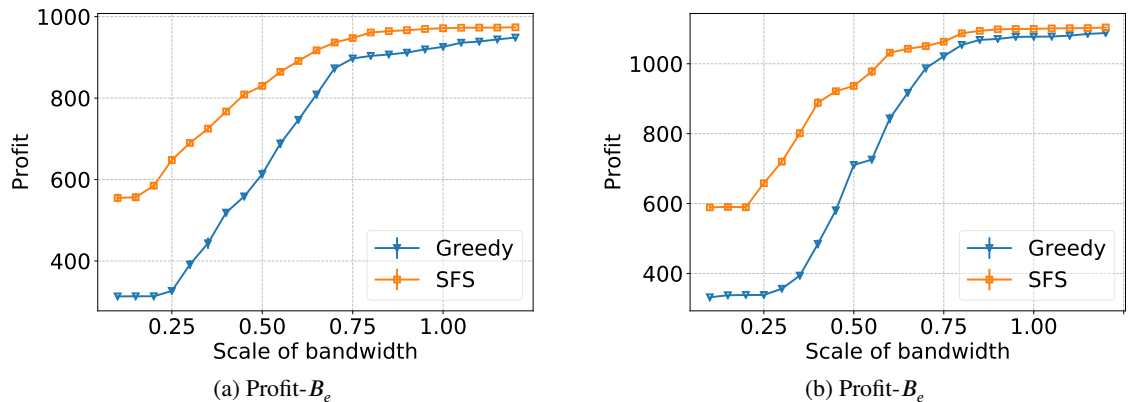 1000
800
600
400
Profit
Greedy
SFS
0.25 0.50 0.75 1.00
Scale of bandwidth
(a) Profit-Bₑ
1000
800
600
400
Profit
Greedy
SFS
0.25 0.50 0.75 1.00
Scale of bandwidth
(b) Profit-Bₑ